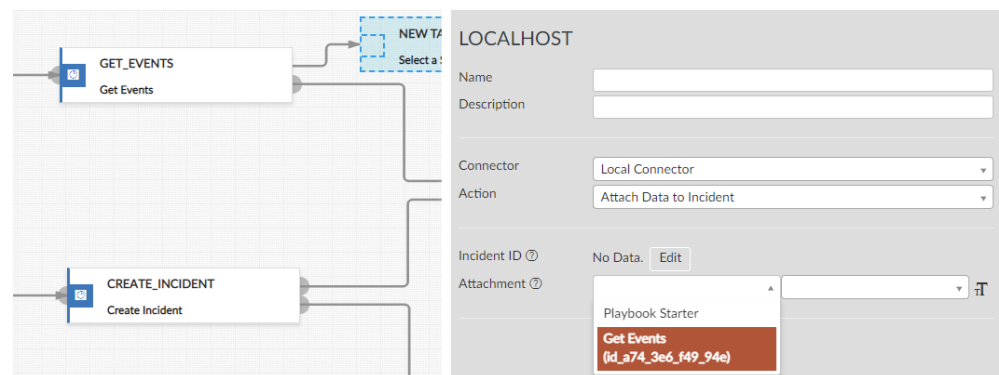 GET_EVENTS
Get Events
NEW TA
Select a
CREATE_INCIDENT
Create Incident
LOCALHOST
Name
Description
Connector
Local Connector
Action
Attach Data to Incident
Incident ID
No Data.
Edit
Attachment
Playbook Starter
Get Events
(id_a74_3e6_f49_94e)